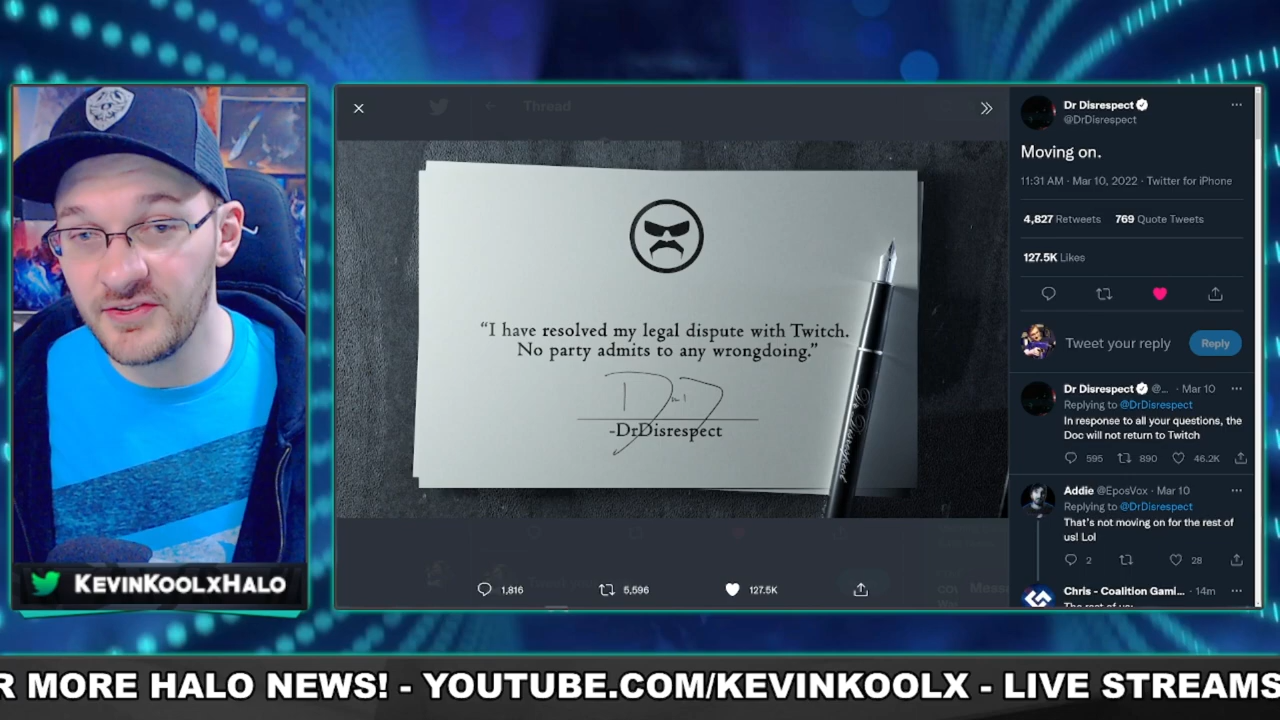 Thread
Dr Disrespect
@DrDisrespect
Moving on.
11:31 AM · Mar 10, 2022 · Twitter for iPhone
4,827 Retweets 769 Quote Tweets
127.5K Likes
Tweet your reply
Reply
Dr Disrespect @... · Mar 10
Replying to @DrDisrespect
In response to all your questions, the
Doc will not return to Twitch
595 890 46.2K
Addie @EposVox · Mar 10
Replying to @DrDisrespect
That's not moving on for the rest of
us! Lol
2 28
Chris - Coalition Gami... · 14m
“I have resolved my legal dispute with Twitch.
No party admits to any wrongdoing.”
-DrDisrespect
1,816 5,596 127.5K
KevinKoolxHalo
R MORE HALO NEWS! - YOUTUBE.COM/KEVINKOOLX - LIVE STREAMS